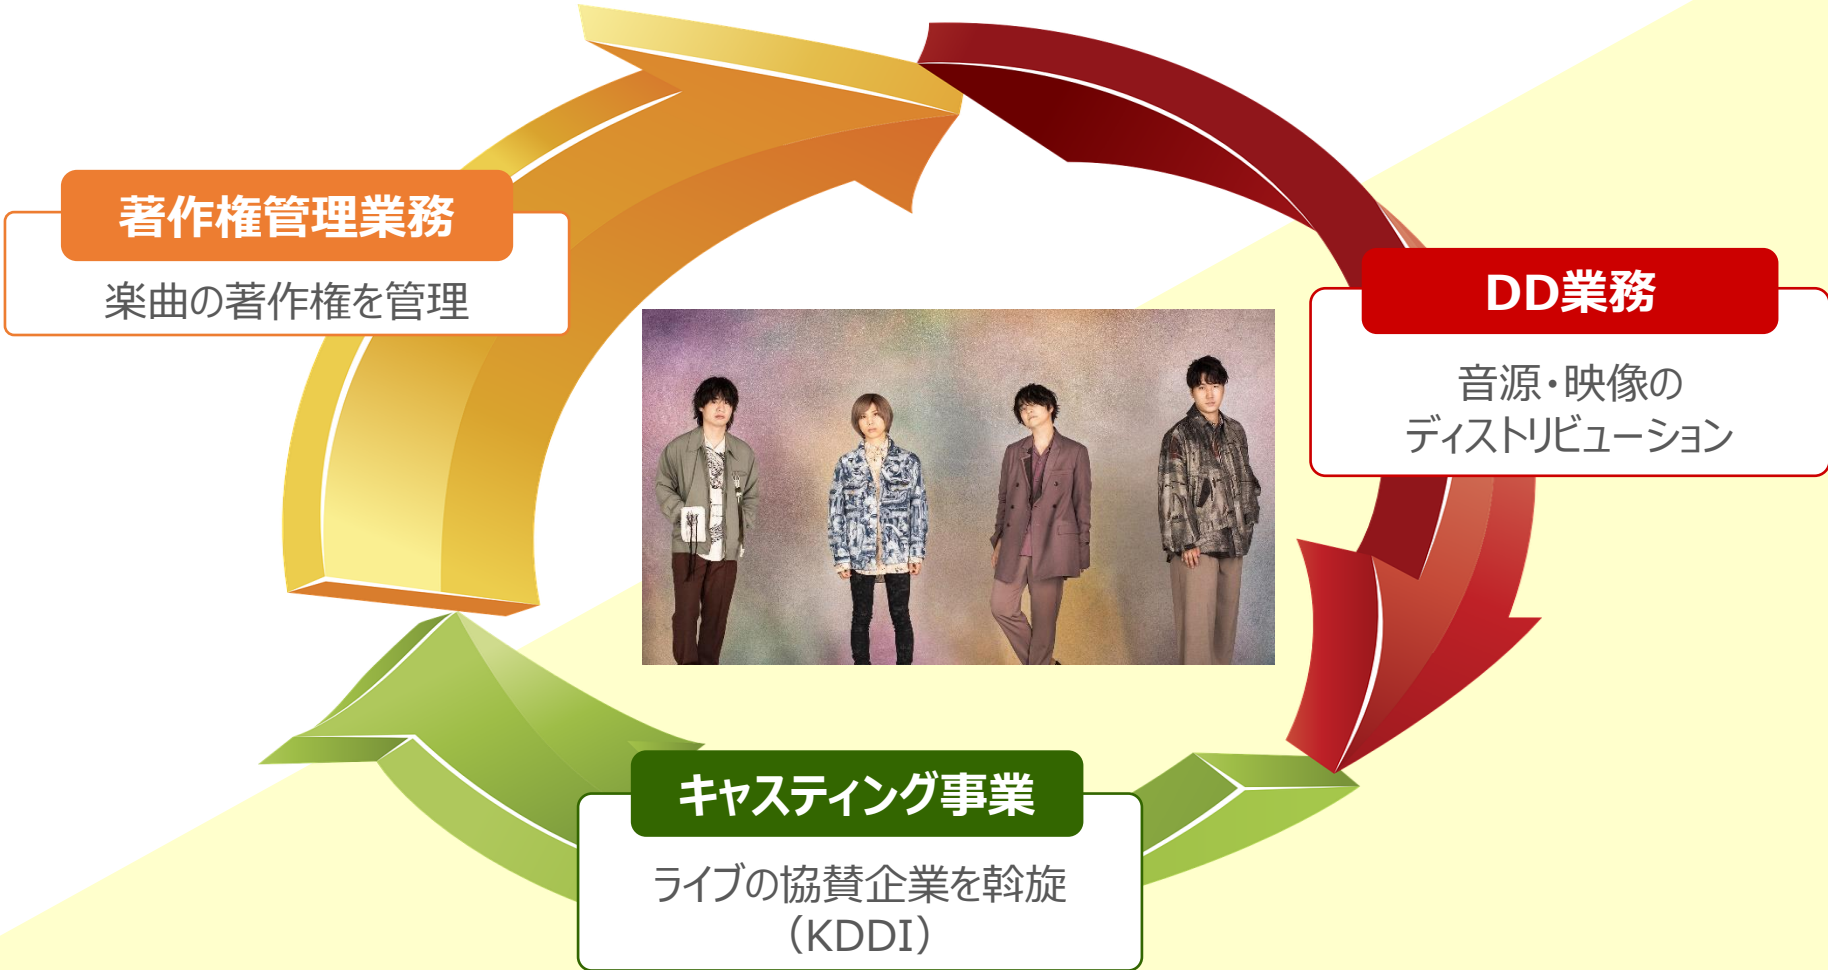 著作権管理業務
楽曲の著作権を管理
DD業務
音源・映像の
ディストリビューション
キャスティング事業
ライブの協賛企業を斡旋
（KDDI）